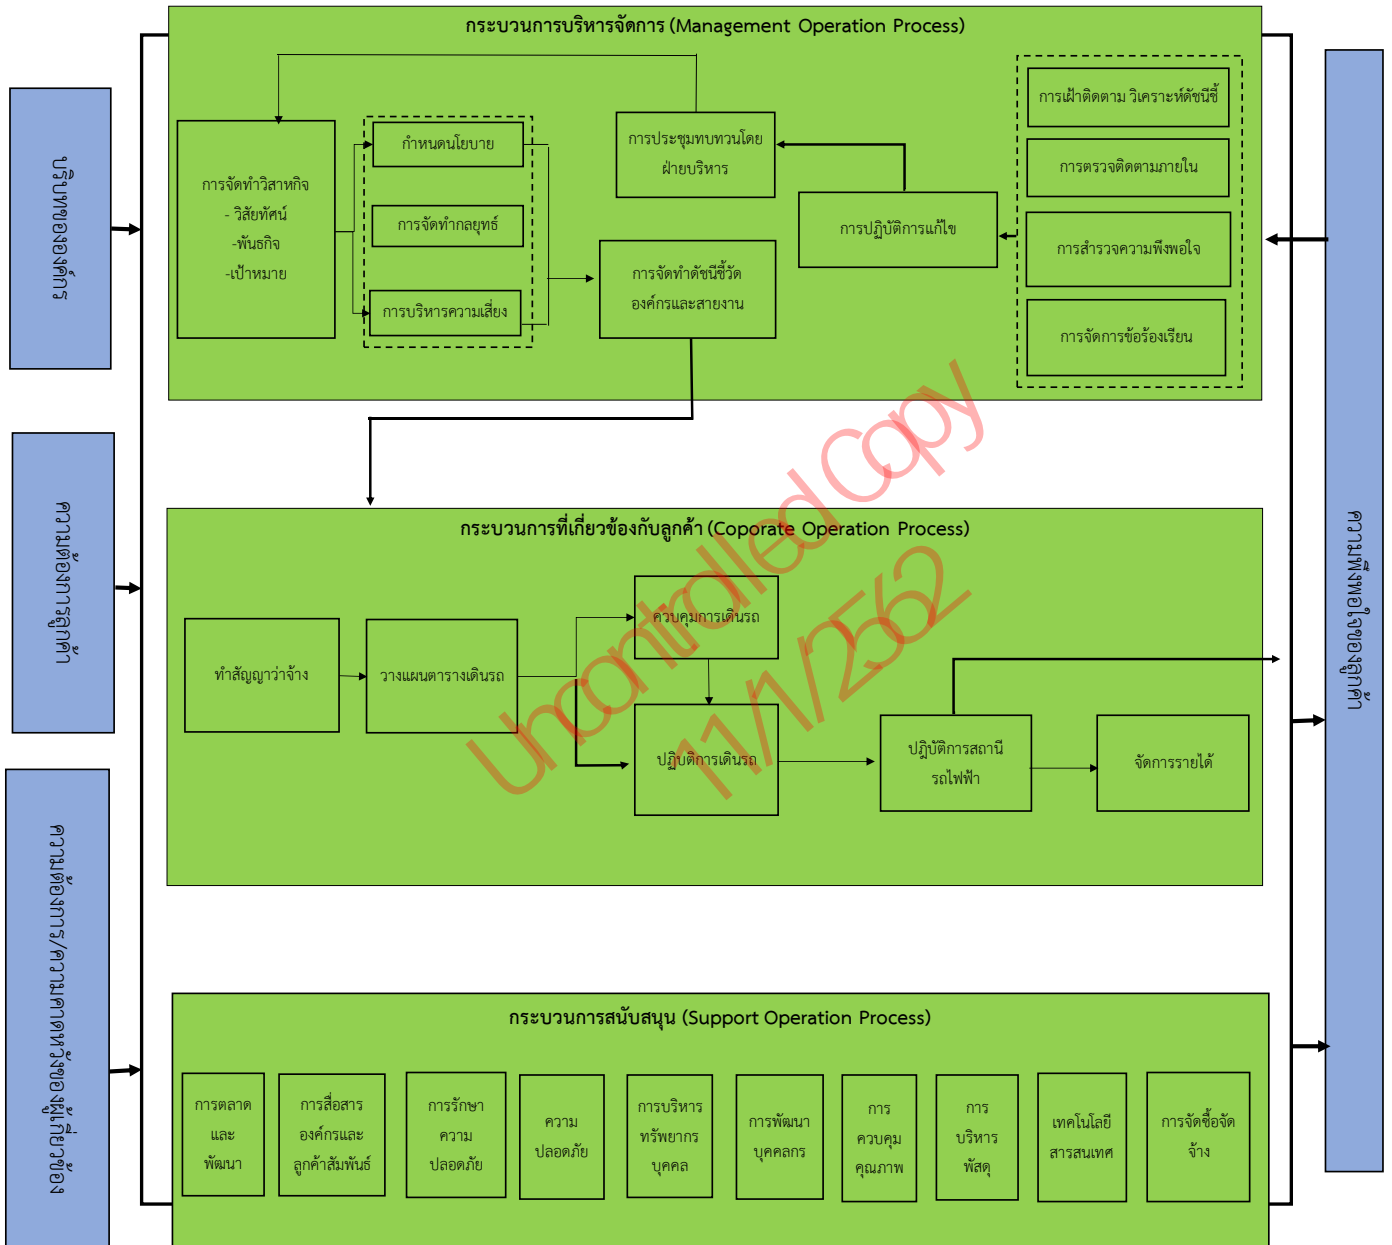 กระบวนการบริหารจัดการ (Management Operation Process)
บริบทขององค์กร
การจัดทำวิสาหกิจ
- วิสัยทัศน์
-พันธกิจ
-เป้าหมาย
กำหนดนโยบาย
การจัดทำกลยุทธ์
การบริหารความเสี่ยง
การประชุมทบทวนโดย
ฝ่ายบริหาร
การจัดทำดัชนีชี้วัด
องค์กรและสายงาน
การปฏิบัติการแก้ไข
การเฝ้าติดตาม วิเคราะห์ดัชนีชี้
การตรวจติดตามภายใน
การสำรวจความพึงพอใจ
การจัดการข้อร้องเรียน
ความต้องการลูกค้า
กระบวนการที่เกี่ยวข้องกับลูกค้า (Coporate Operation Process)
ทำสัญญาว่าจ้าง
วางแผนตารางเดินรถ
ควบคุมการเดินรถ
ปฏิบัติการเดินรถ
ปฎิบัติการสถานี
รถไฟฟ้า
จัดการรายได้
ความพึงพอใจของลูกค้า
Uncontrolled Copy
11/1/2562
ความต้องการ/ความคาดหวังของผู้เกี่ยวข้อง
กระบวนการสนับสนุน (Support Operation Process)
การตลาด
และ
พัฒนา
การสื่อสาร
องค์กรและ
ลูกค้าสัมพันธ์
การรักษา
ความ
ปลอดภัย
ความ
ปลอดภัย
การบริหาร
ทรัพยากร
บุคคล
การพัฒนา
บุคคลกร
การ
ควบคุม
คุณภาพ
การ
บริหาร
พัสดุ
เทคโนโลยี
สารสนเทศ
การจัดซื้อจัด
จ้าง